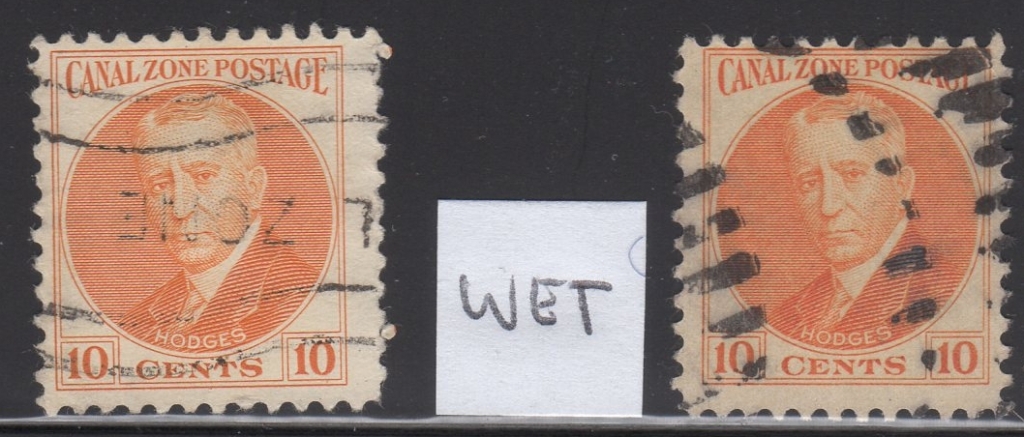 CANAL ZONE POSTAGE
HODGES
10 CENTS 10
WET
CANAL ZONE POSTAGE
HODGES
10 CENTS 10